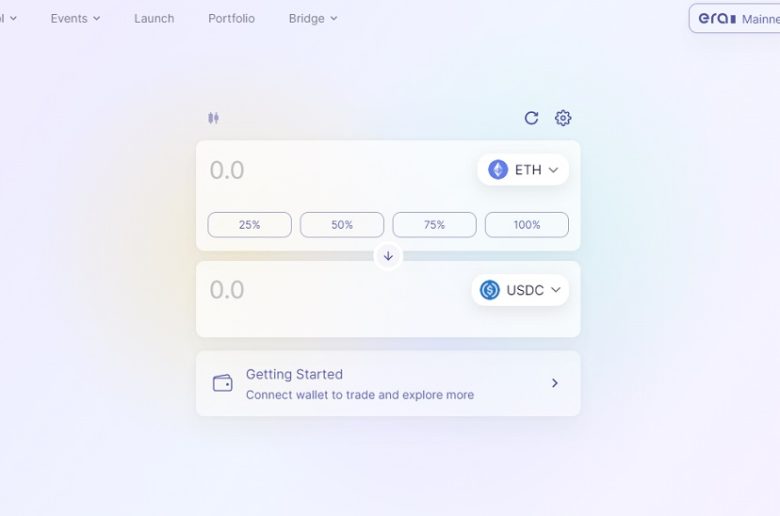 Events
Launch
Portfolio
Bridge
era
0.0
ETH
25%
50%
75%
100%
0.0
USDC
Getting Started
Connect wallet to trade and explore more